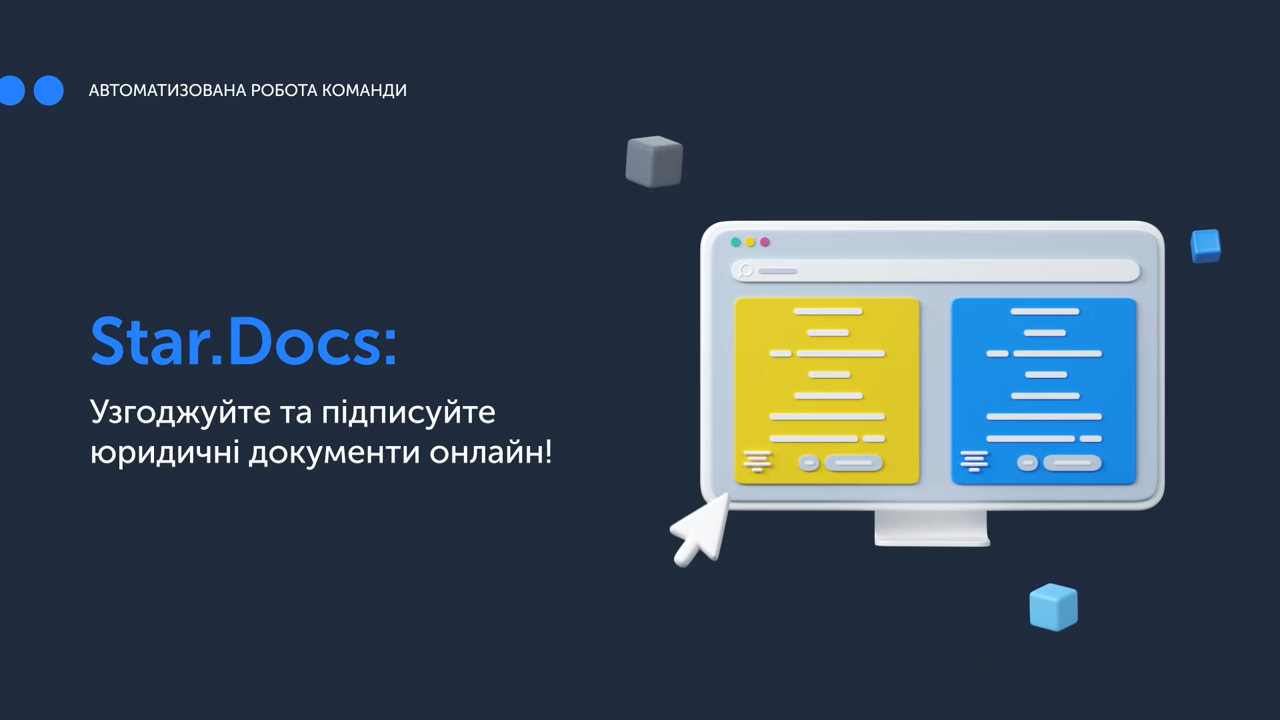 АВТОМАТИЗОВАНА РОБОТА КОМАНДИ
Star.Docs:
Узгоджуйте та підписуйте
юридичні документи онлайн!